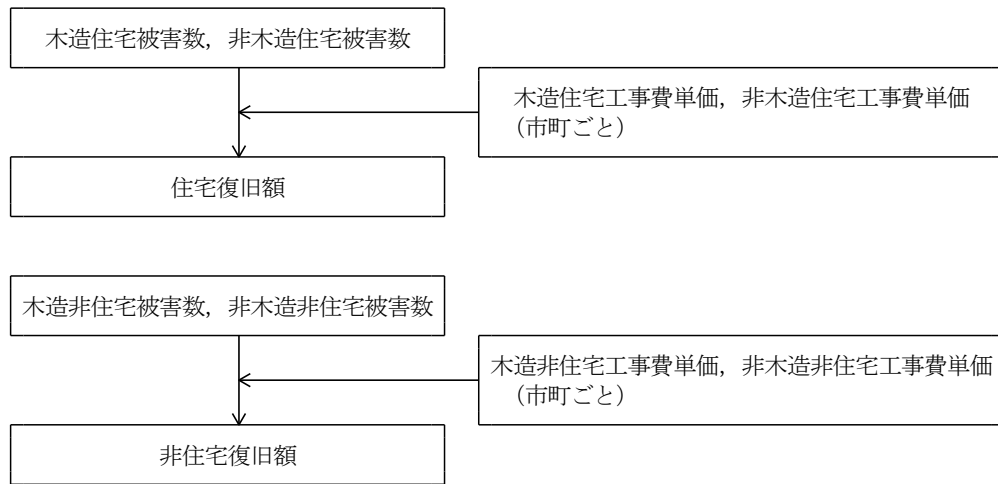 木造住宅被害数，非木造住宅被害数
木造住宅工事費単価，非木造住宅工事費単価
（市町ごと）
住宅復旧額
木造非住宅被害数，非木造非住宅被害数
木造非住宅工事費単価，非木造非住宅工事費単価
（市町ごと）
非住宅復旧額